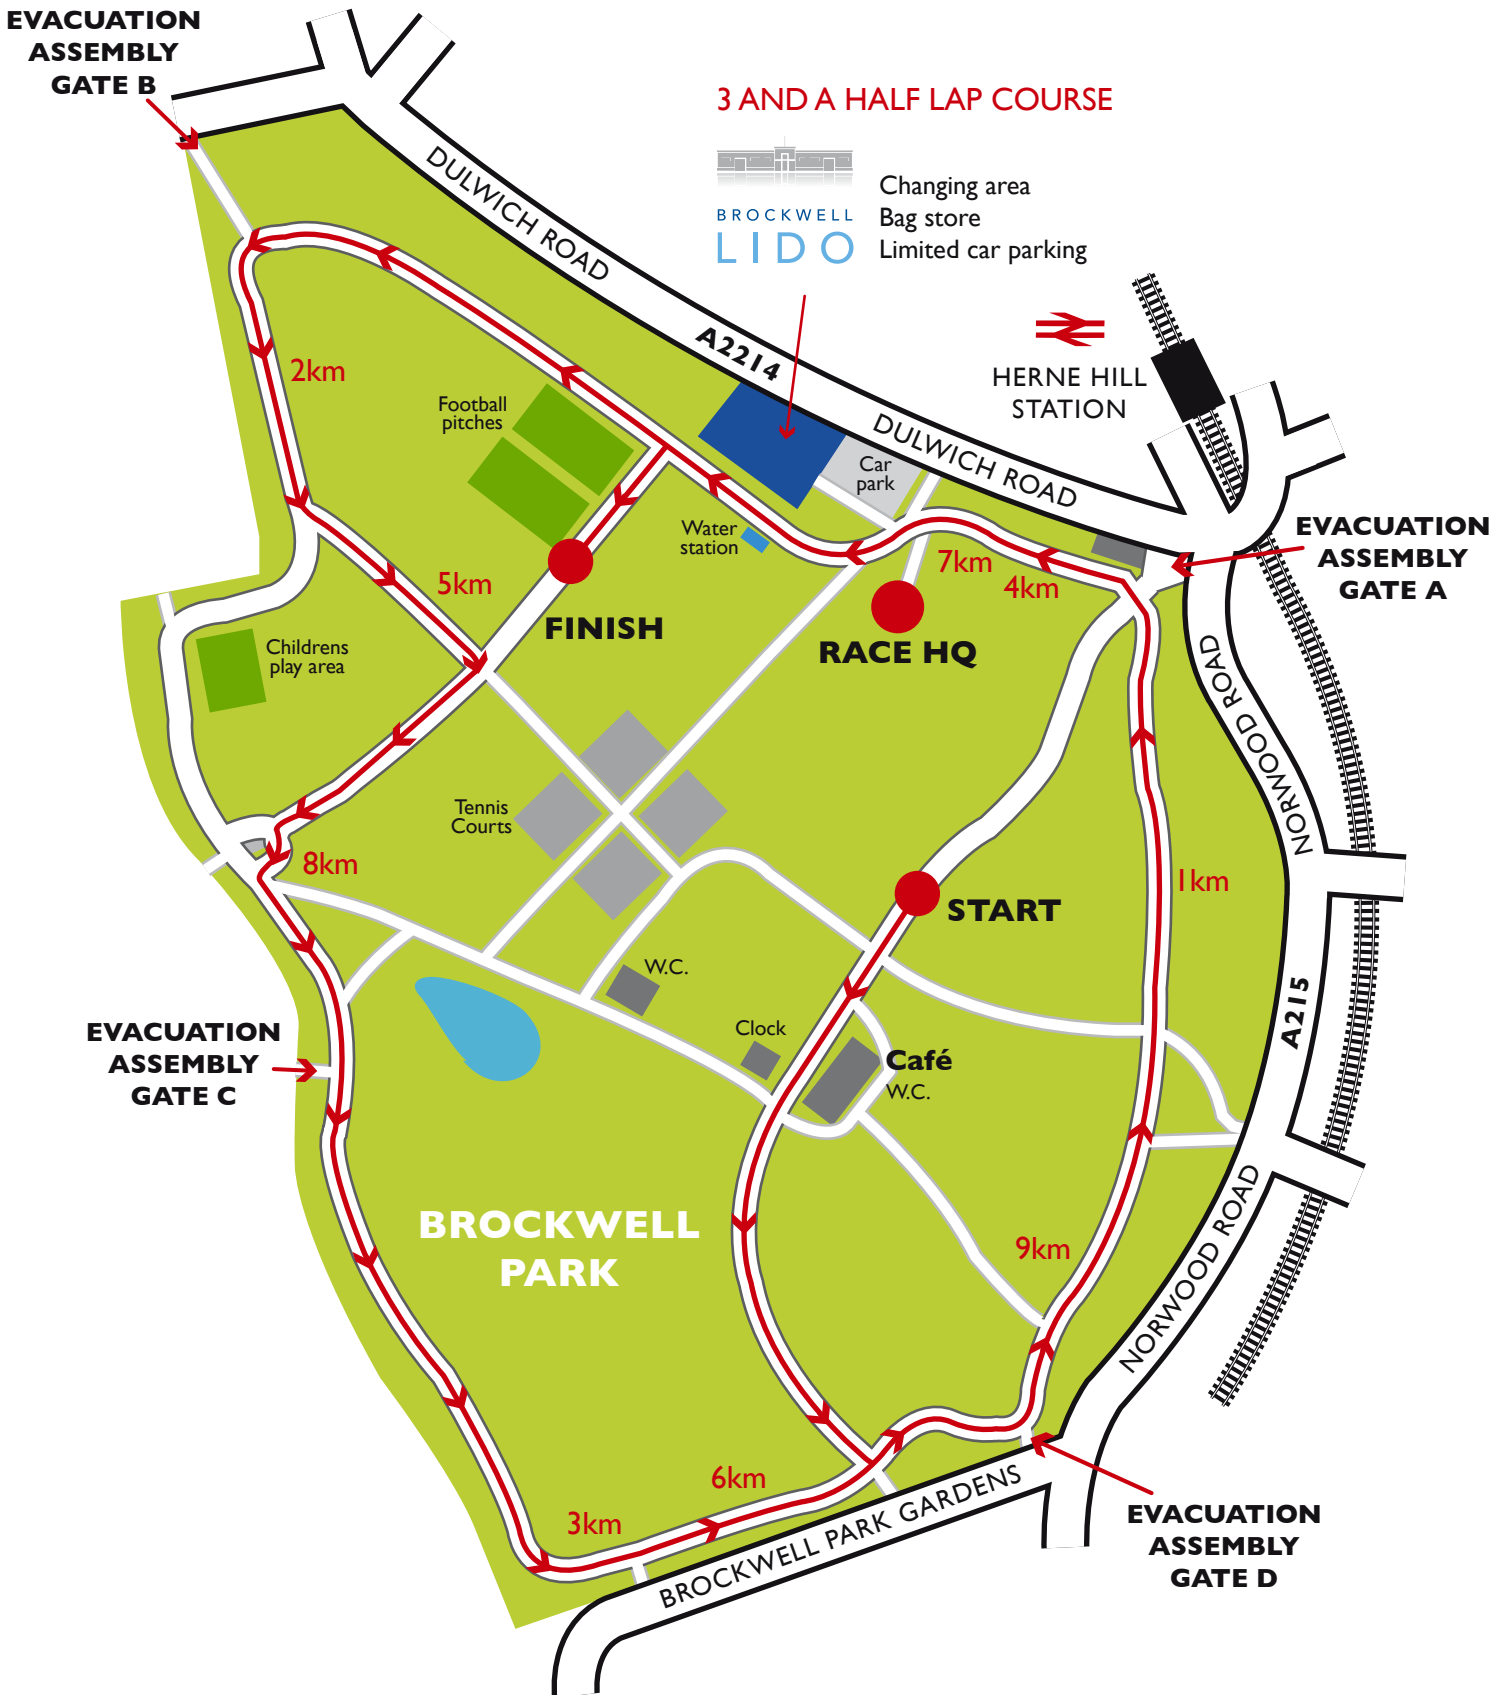 EVACUATION
ASSEMBLY
GATE B
3 AND A HALF LAP COURSE
BROCKWELL
LIDO
Changing area
Bag store
Limited car parking
DULWICH ROAD
A2214
DULWICH ROAD
HERNE HILL
STATION
2km
Football
pitches
Car
park
Water
station
EVACUATION
ASSEMBLY
GATE A
7km
4km
5km
FINISH
RACE HQ
Childrens
play area
NORWOOD ROAD
NORWOOD ROAD
Tennis
Courts
8km
1km
START
W.C.
A215
Clock
Café
W.C.
EVACUATION
ASSEMBLY
GATE C
BROCKWELL
PARK
9km
NORWOOD ROAD
6km
3km
BROCKWELL PARK GARDENS
EVACUATION
ASSEMBLY
GATE D